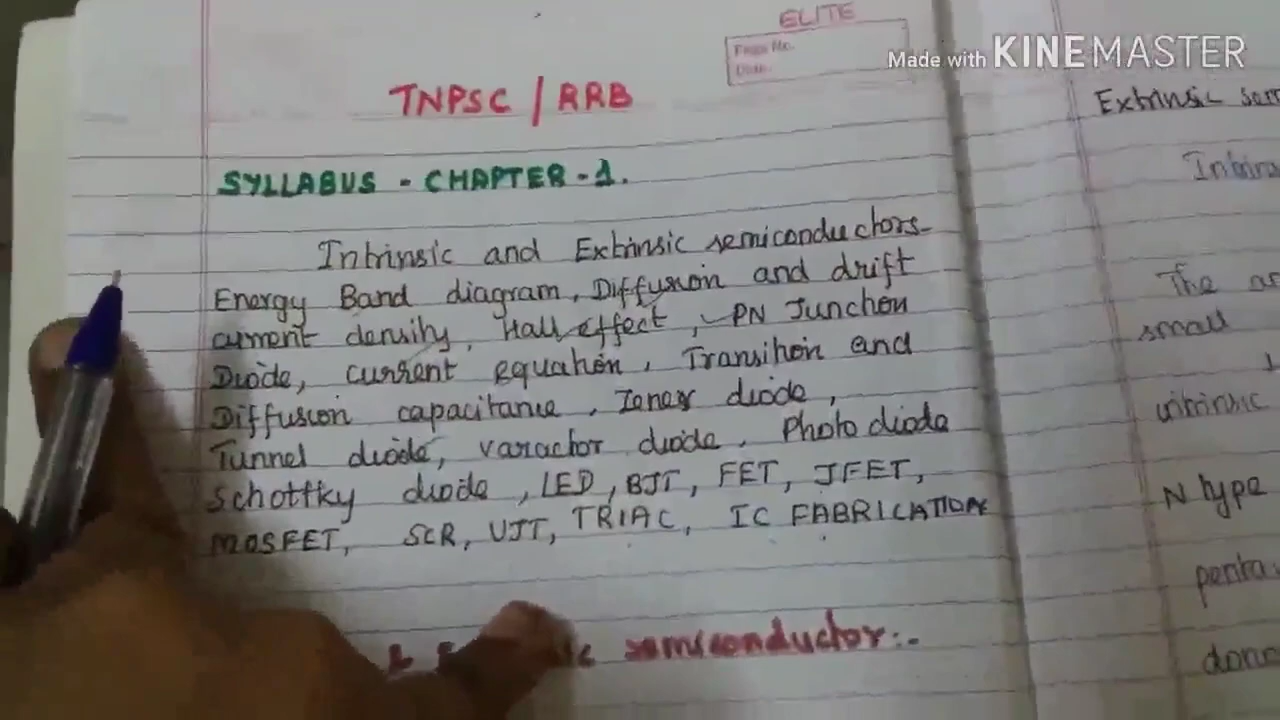 ELITE
Page No.
Date.
Made with KINEMASTER
TNPSC / RRB
SYLLABUS - CHAPTER - 1.
Intrinsic and Extrinsic semiconductors-
Energy Band diagram, Diffusion and drift
current density, Hall effect, PN Junction
Diode, current equation, Transition and
Diffusion capacitance, Zener diode,
Tunnel diode, varactor diode, Photo diode
Schottky diode, LED, BJT, FET, JFET,
MOSFET, SCR, UJT, TRIAC, IC FABRICATION
semiconductor:-
Extrinsic
The
small
N type